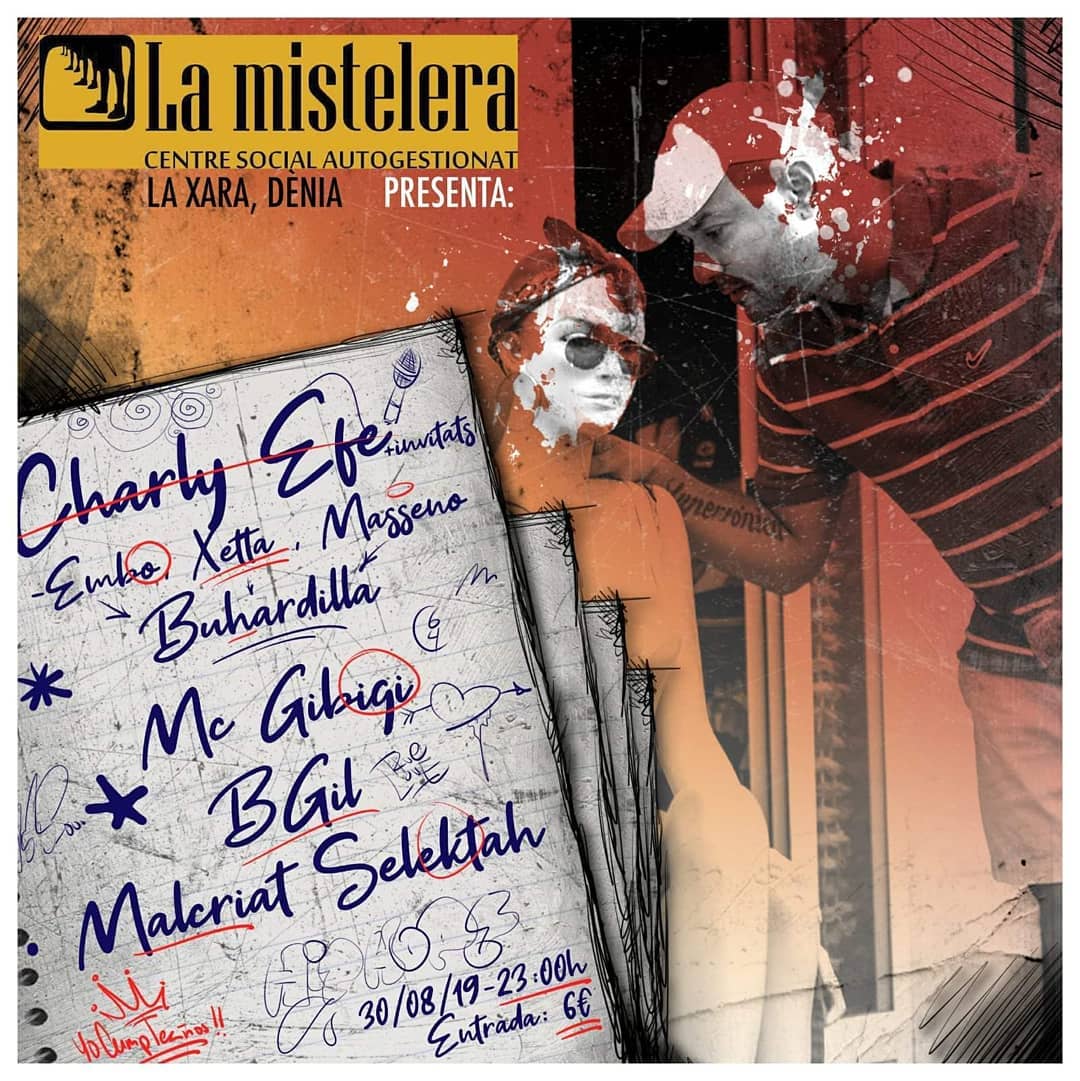 La mistelera
CENTRE SOCIAL AUTOGESTIONAT
LA XARA, DÈNIA PRESENTA:
Charly Efe +invitats
-Embo, Xetta, Masseno
Buhardilla
Mc Gibigi
BGil
Malcriat Selektah
30/08/19-23:00h
Entrada: 6€